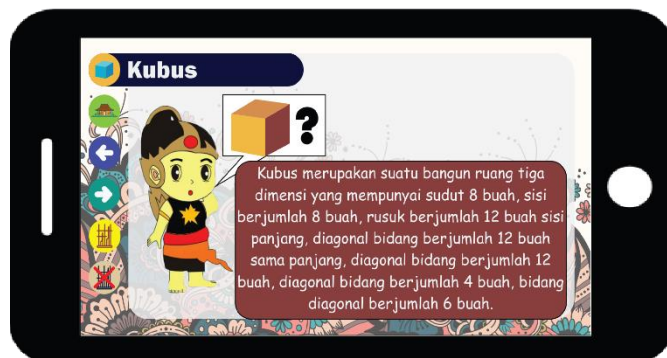 Kubus
?
Kubus merupakan suatu bangun ruang tiga
dimensi yang mempunyai sudut 8 buah, sisi
berjumlah 8 buah, rusuk berjumlah 12 buah sisi
panjang, diagonal bidang berjumlah 12 buah
sama panjang, diagonal bidang berjumlah 12
buah, diagonal bidang berjumlah 4 buah, bidang
diagonal berjumlah 6 buah.